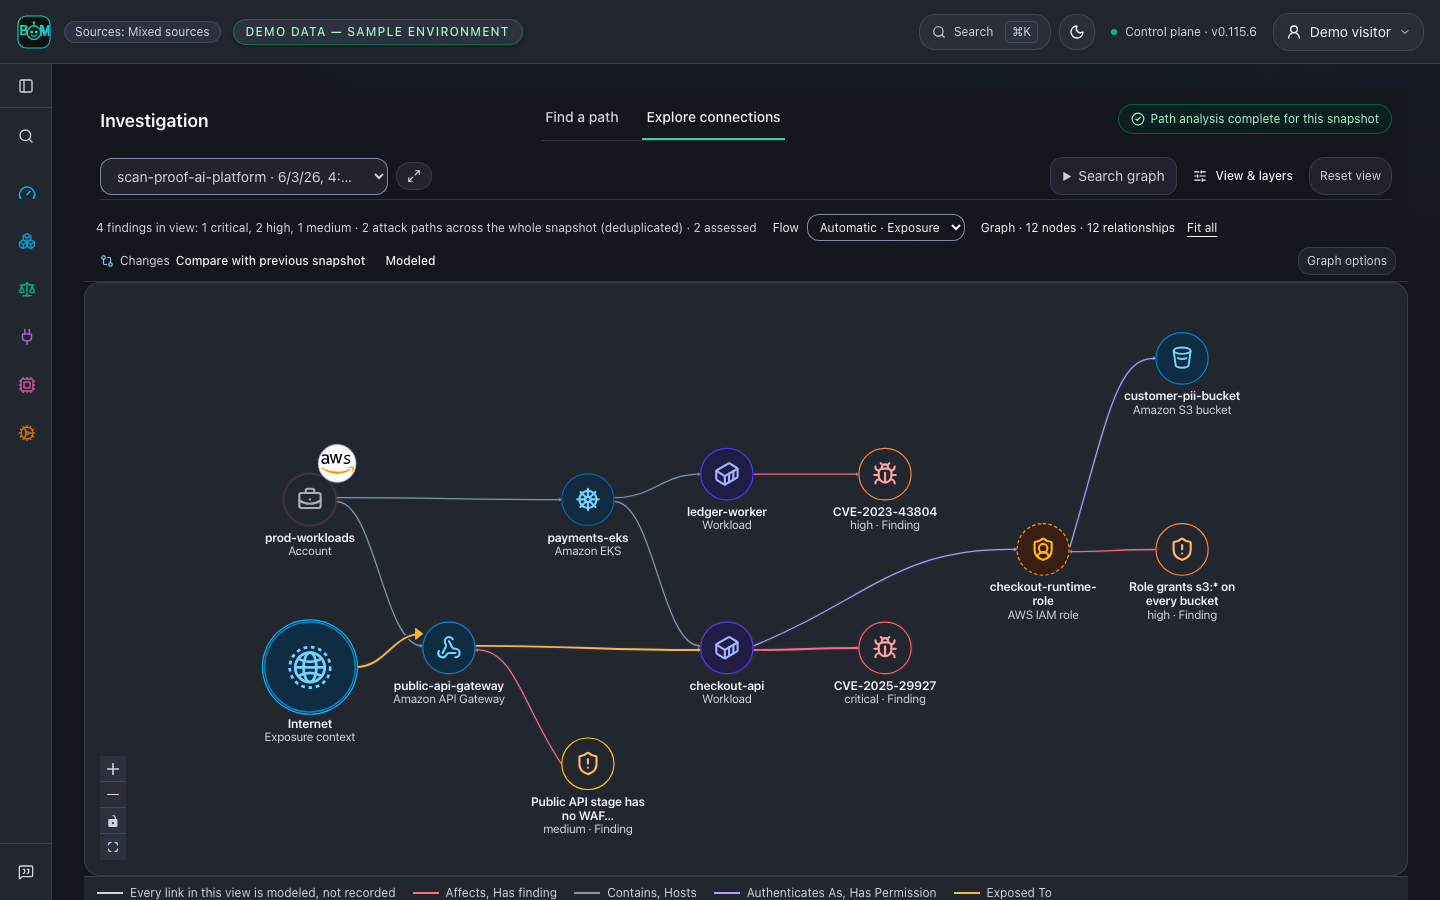 BOM
Sources: Mixed sources
DEMO DATA — SAMPLE ENVIRONMENT
Search ⌘K
Control plane · v0.115.6
Demo visitor
Investigation
Find a path
Explore connections
Path analysis complete for this snapshot
scan-proof-ai-platform · 6/3/26, 4:...
Search graph
View & layers
Reset view
4 findings in view: 1 critical, 2 high, 1 medium · 2 attack paths across the whole snapshot (deduplicated) · 2 assessed
Flow
Automatic · Exposure
Graph · 12 nodes · 12 relationships
Fit all
Changes
Compare with previous snapshot
Modeled
Graph options
customer-pii-bucket
Amazon S3 bucket
aws
prod-workloads
Account
payments-eks
Amazon EKS
ledger-worker
Workload
CVE-2023-43804
high · Finding
checkout-runtime-
role
AWS IAM role
Role grants s3:* on
every bucket
high · Finding
Internet
Exposure context
public-api-gateway
Amazon API Gateway
checkout-api
Workload
CVE-2025-29927
critical · Finding
Public API stage has
no WAF...
medium · Finding
Every link in this view is modeled, not recorded
Affects, Has finding
Contains, Hosts
Authenticates As, Has Permission
Exposed To